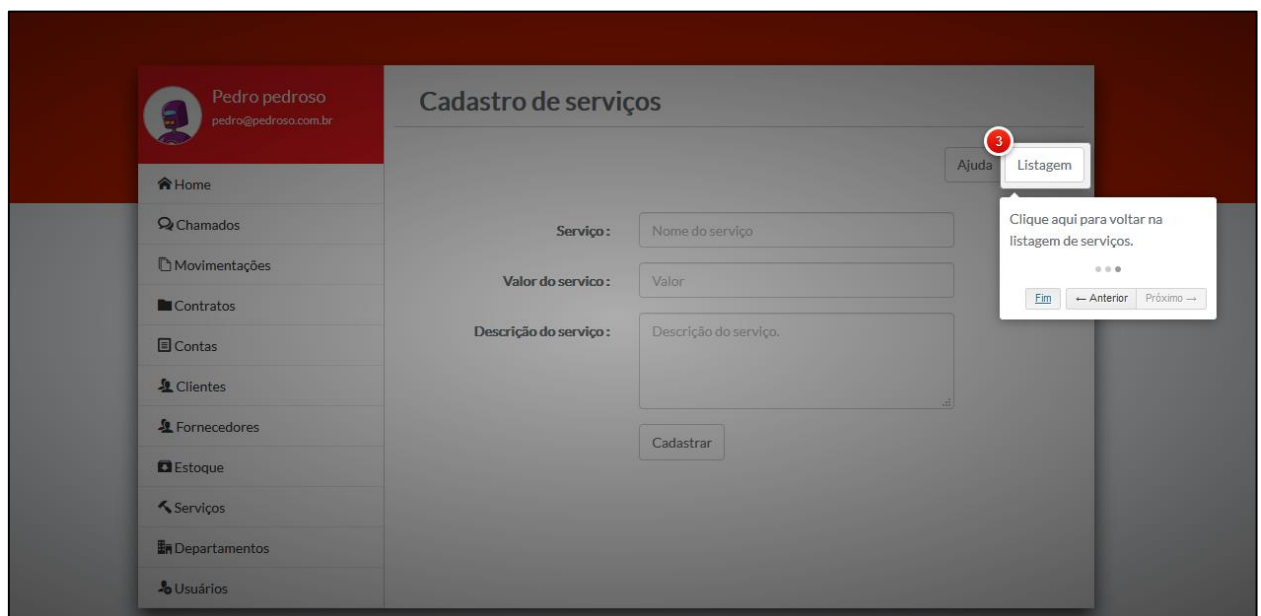 Pedro pedroso
pedro@pedroso.com.br
Home
Chamados
Movimentações
Contratos
Contas
Clientes
Fornecedores
Estoque
Serviços
Departamentos
Usuários
Cadastro de serviços
3
Ajuda Listagem
Clique aqui para voltar na
listagem de serviços.
Fim ← Anterior Próximo →
Serviço : Nome do serviço
Valor do servico : Valor
Descrição do serviço : Descrição do serviço.
Cadastrar